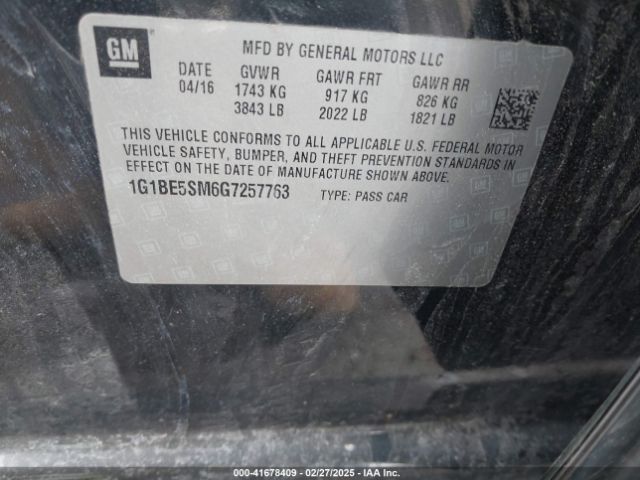 GM
MFD BY GENERAL MOTORS LLC
DATE GVWR GAWR FRT GAWR RR
04/16 1743 KG 917 KG 826 KG
3843 LB 2022 LB 1821 LB
THIS VEHICLE CONFORMS TO ALL APPLICABLE U.S. FEDERAL MOTOR
VEHICLE SAFETY, BUMPER, AND THEFT PREVENTION STANDARDS IN
EFFECT ON THE DATE OF MANUFACTURE SHOWN ABOVE.
1G1BE5SM6G7257763 TYPE: PASS CAR
000-41678409 - 02/27/2025 - IAA Inc.